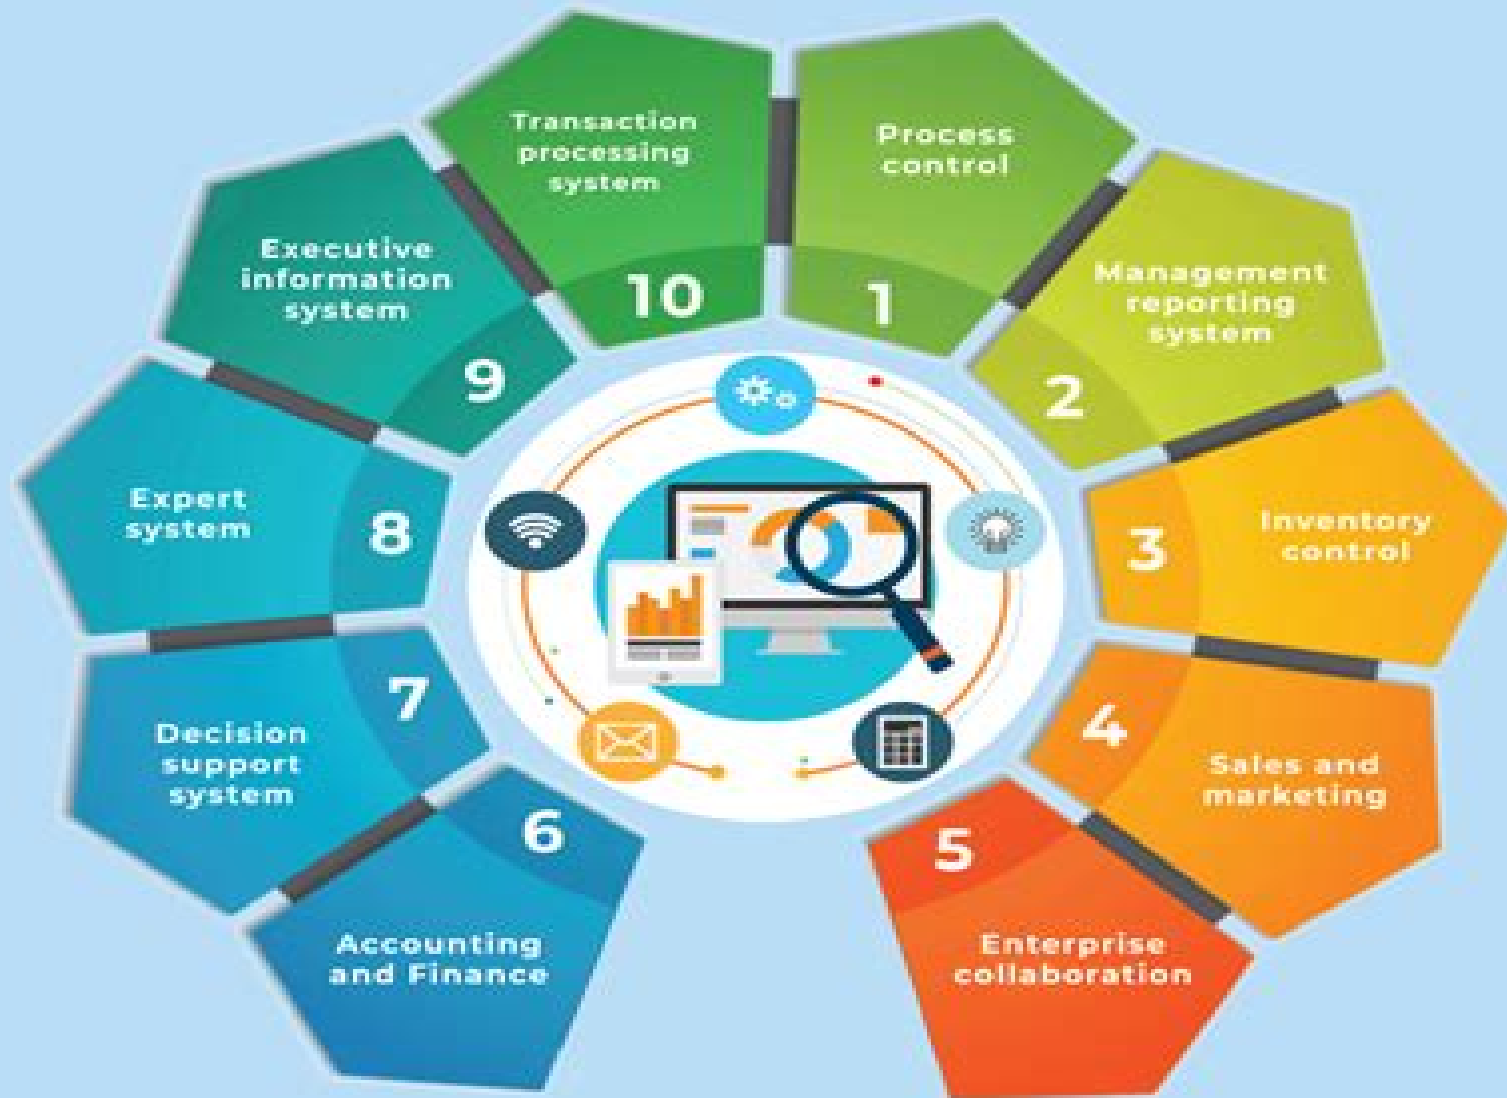 Process
control
1
Management
reporting
system
2
Inventory
control
3
Sales and
marketing
4
Enterprise
collaboration
5
Accounting
and Finance
6
Decision
support
system
7
Expert
system
8
Executive
information
system
9
Transaction
processing
system
10